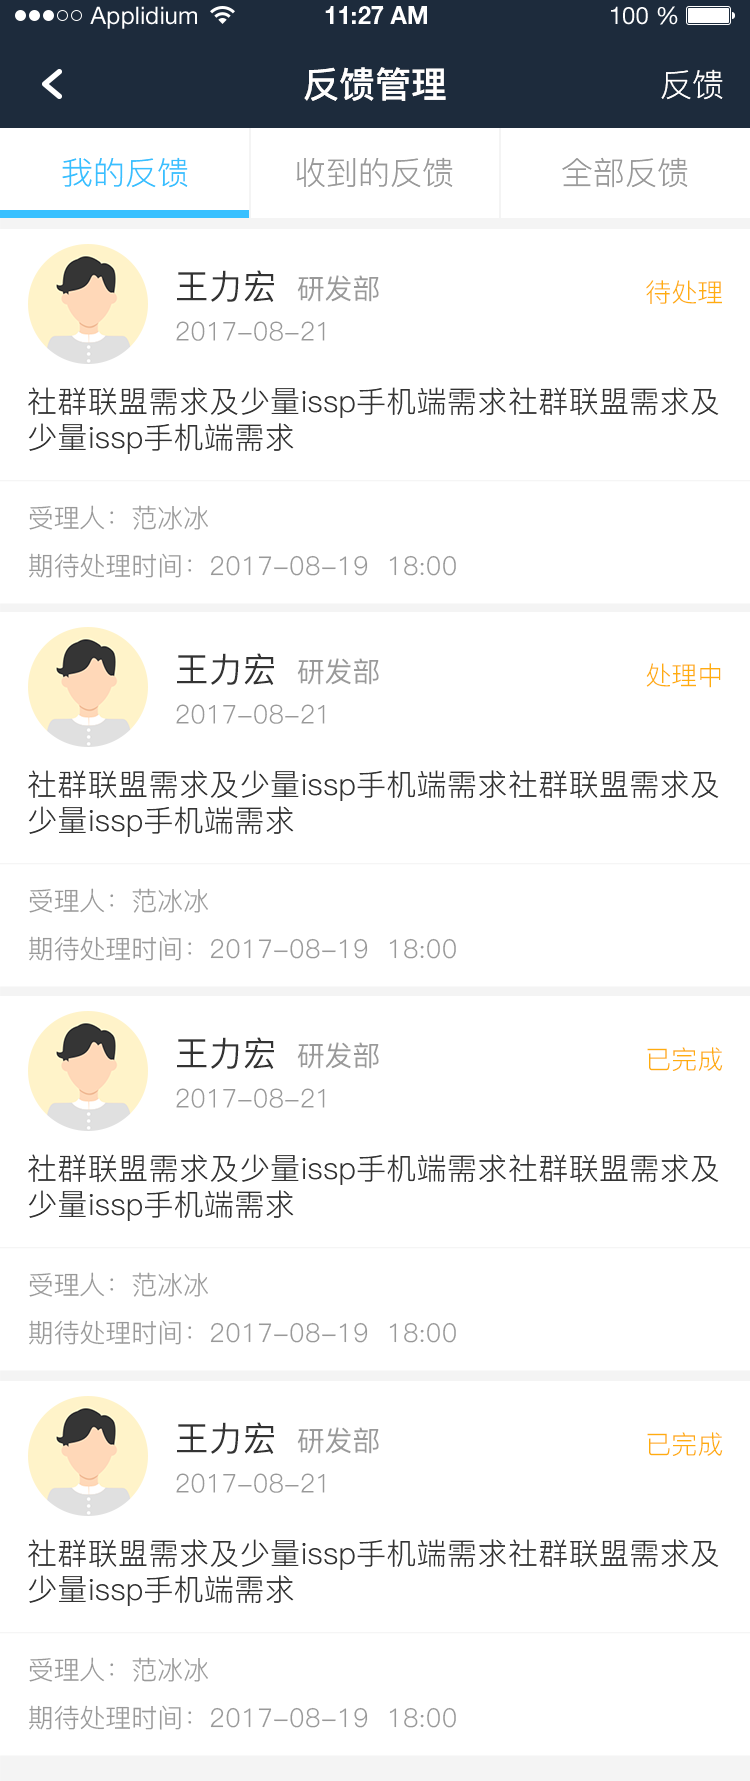 Applidium 11:27 AM 100 %
反馈管理 反馈
我的反馈 收到的反馈 全部反馈
王力宏 研发部 待处理
2017-08-21
社群联盟需求及少量issp手机端需求社群联盟需求及
少量issp手机端需求
受理人：范冰冰
期待处理时间：2017-08-19 18:00
王力宏 研发部 处理中
2017-08-21
社群联盟需求及少量issp手机端需求社群联盟需求及
少量issp手机端需求
受理人：范冰冰
期待处理时间：2017-08-19 18:00
王力宏 研发部 已完成
2017-08-21
社群联盟需求及少量issp手机端需求社群联盟需求及
少量issp手机端需求
受理人：范冰冰
期待处理时间：2017-08-19 18:00
王力宏 研发部 已完成
2017-08-21
社群联盟需求及少量issp手机端需求社群联盟需求及
少量issp手机端需求
受理人：范冰冰
期待处理时间：2017-08-19 18:00